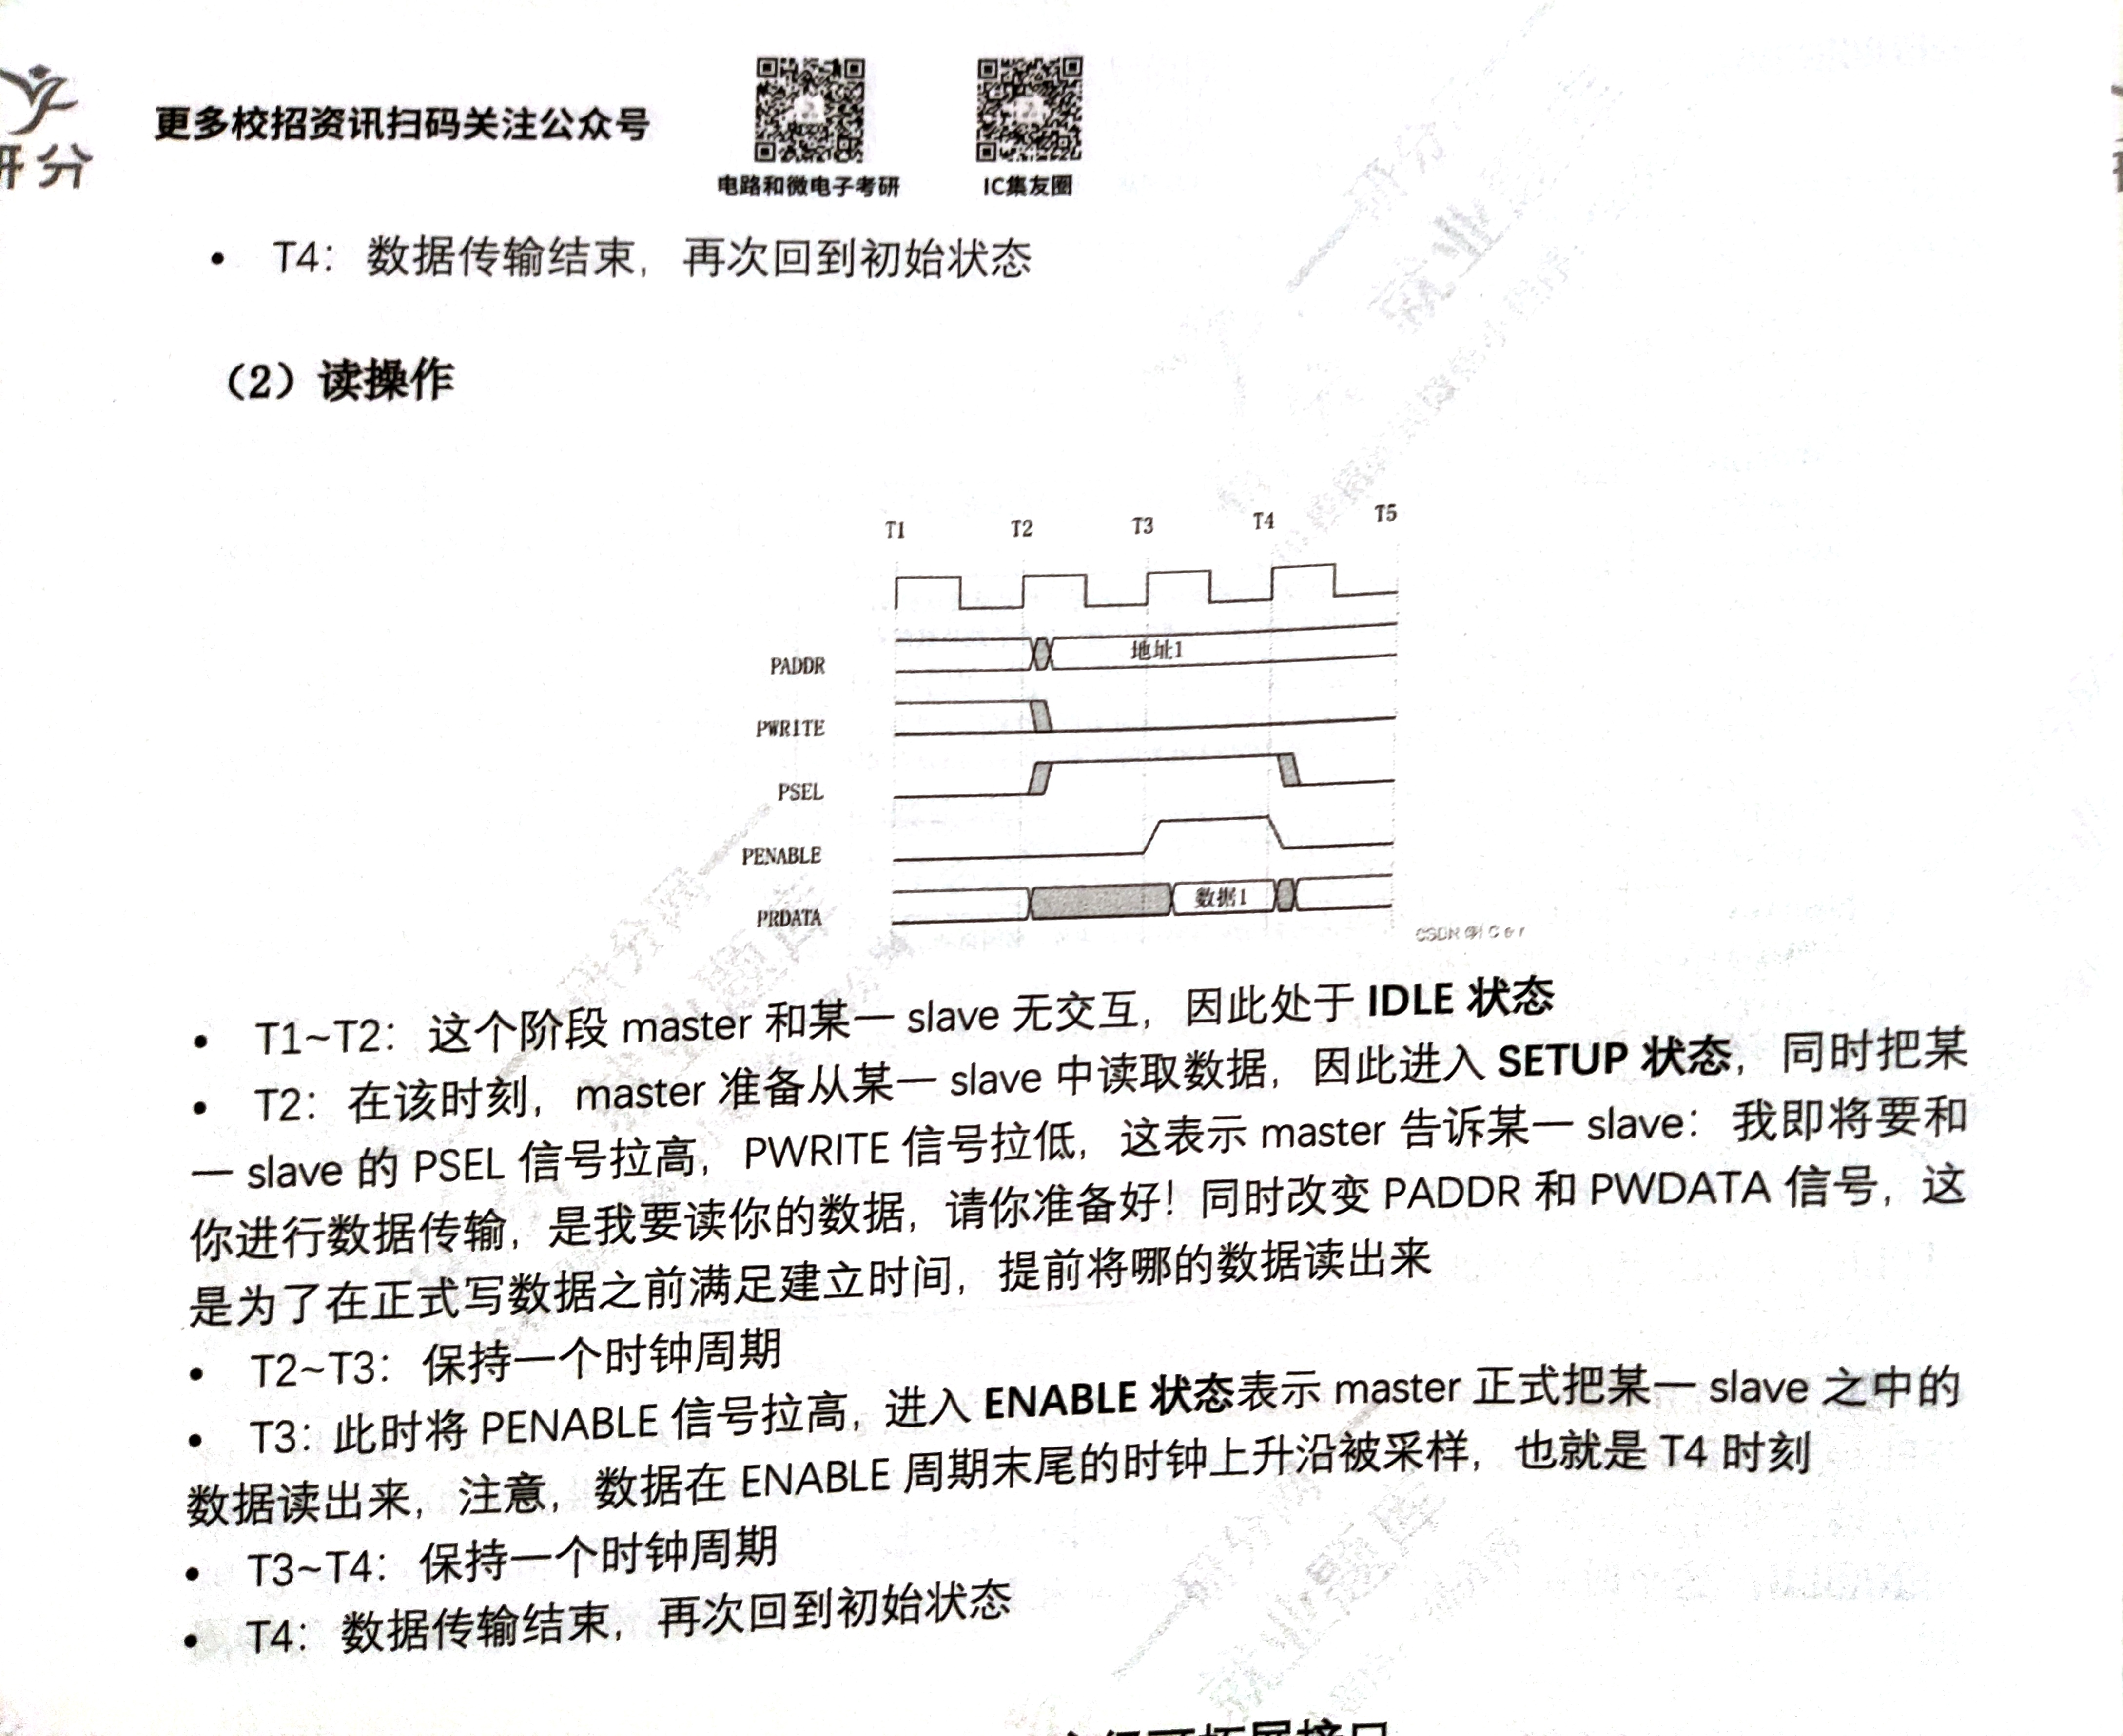 研分
更多校招资讯扫码关注公众号
电路和微电子考研
IC集友圈
• T4：数据传输结束，再次回到初始状态
（2）读操作
T1 T2 T3 T4 T5
PADDR 地址1
PWRITE
PSEL
PENABLE
PRDATA 数据1
• T1~T2：这个阶段 master 和某一 slave 无交互，因此处于 IDLE 状态
• T2：在该时刻，master 准备从某一 slave 中读取数据，因此进入 SETUP 状态，同时把某
一 slave 的 PSEL 信号拉高，PWRITE 信号拉低，这表示 master 告诉某一 slave：我即将要和
你进行数据传输，是我要读你的数据，请你准备好！同时改变 PADDR 和 PWDATA 信号，这
是为了在正式写数据之前满足建立时间，提前将哪的数据读出来
• T2~T3：保持一个时钟周期
• T3：此时将 PENABLE 信号拉高，进入 ENABLE 状态表示 master 正式把某一 slave 之中的
数据读出来，注意，数据在 ENABLE 周期末尾的时钟上升沿被采样，也就是 T4 时刻
• T3~T4：保持一个时钟周期
• T4：数据传输结束，再次回到初始状态